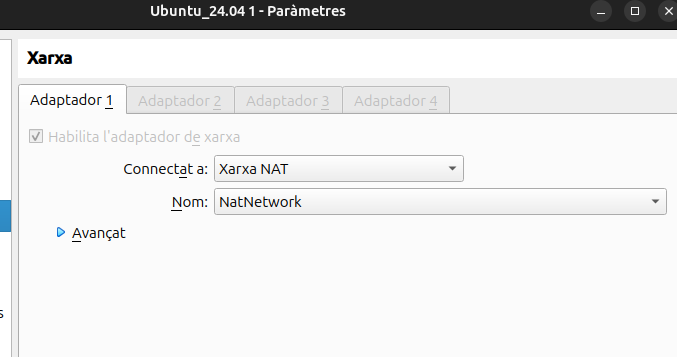 Ubuntu_24.04 1 - Paràmetres
Xarxa
Adaptador 1 Adaptador 2 Adaptador 3 Adaptador 4
Habilita l'adaptador de xarxa
Connectat a: Xarxa NAT
Nom: NatNetwork
Avançat
s